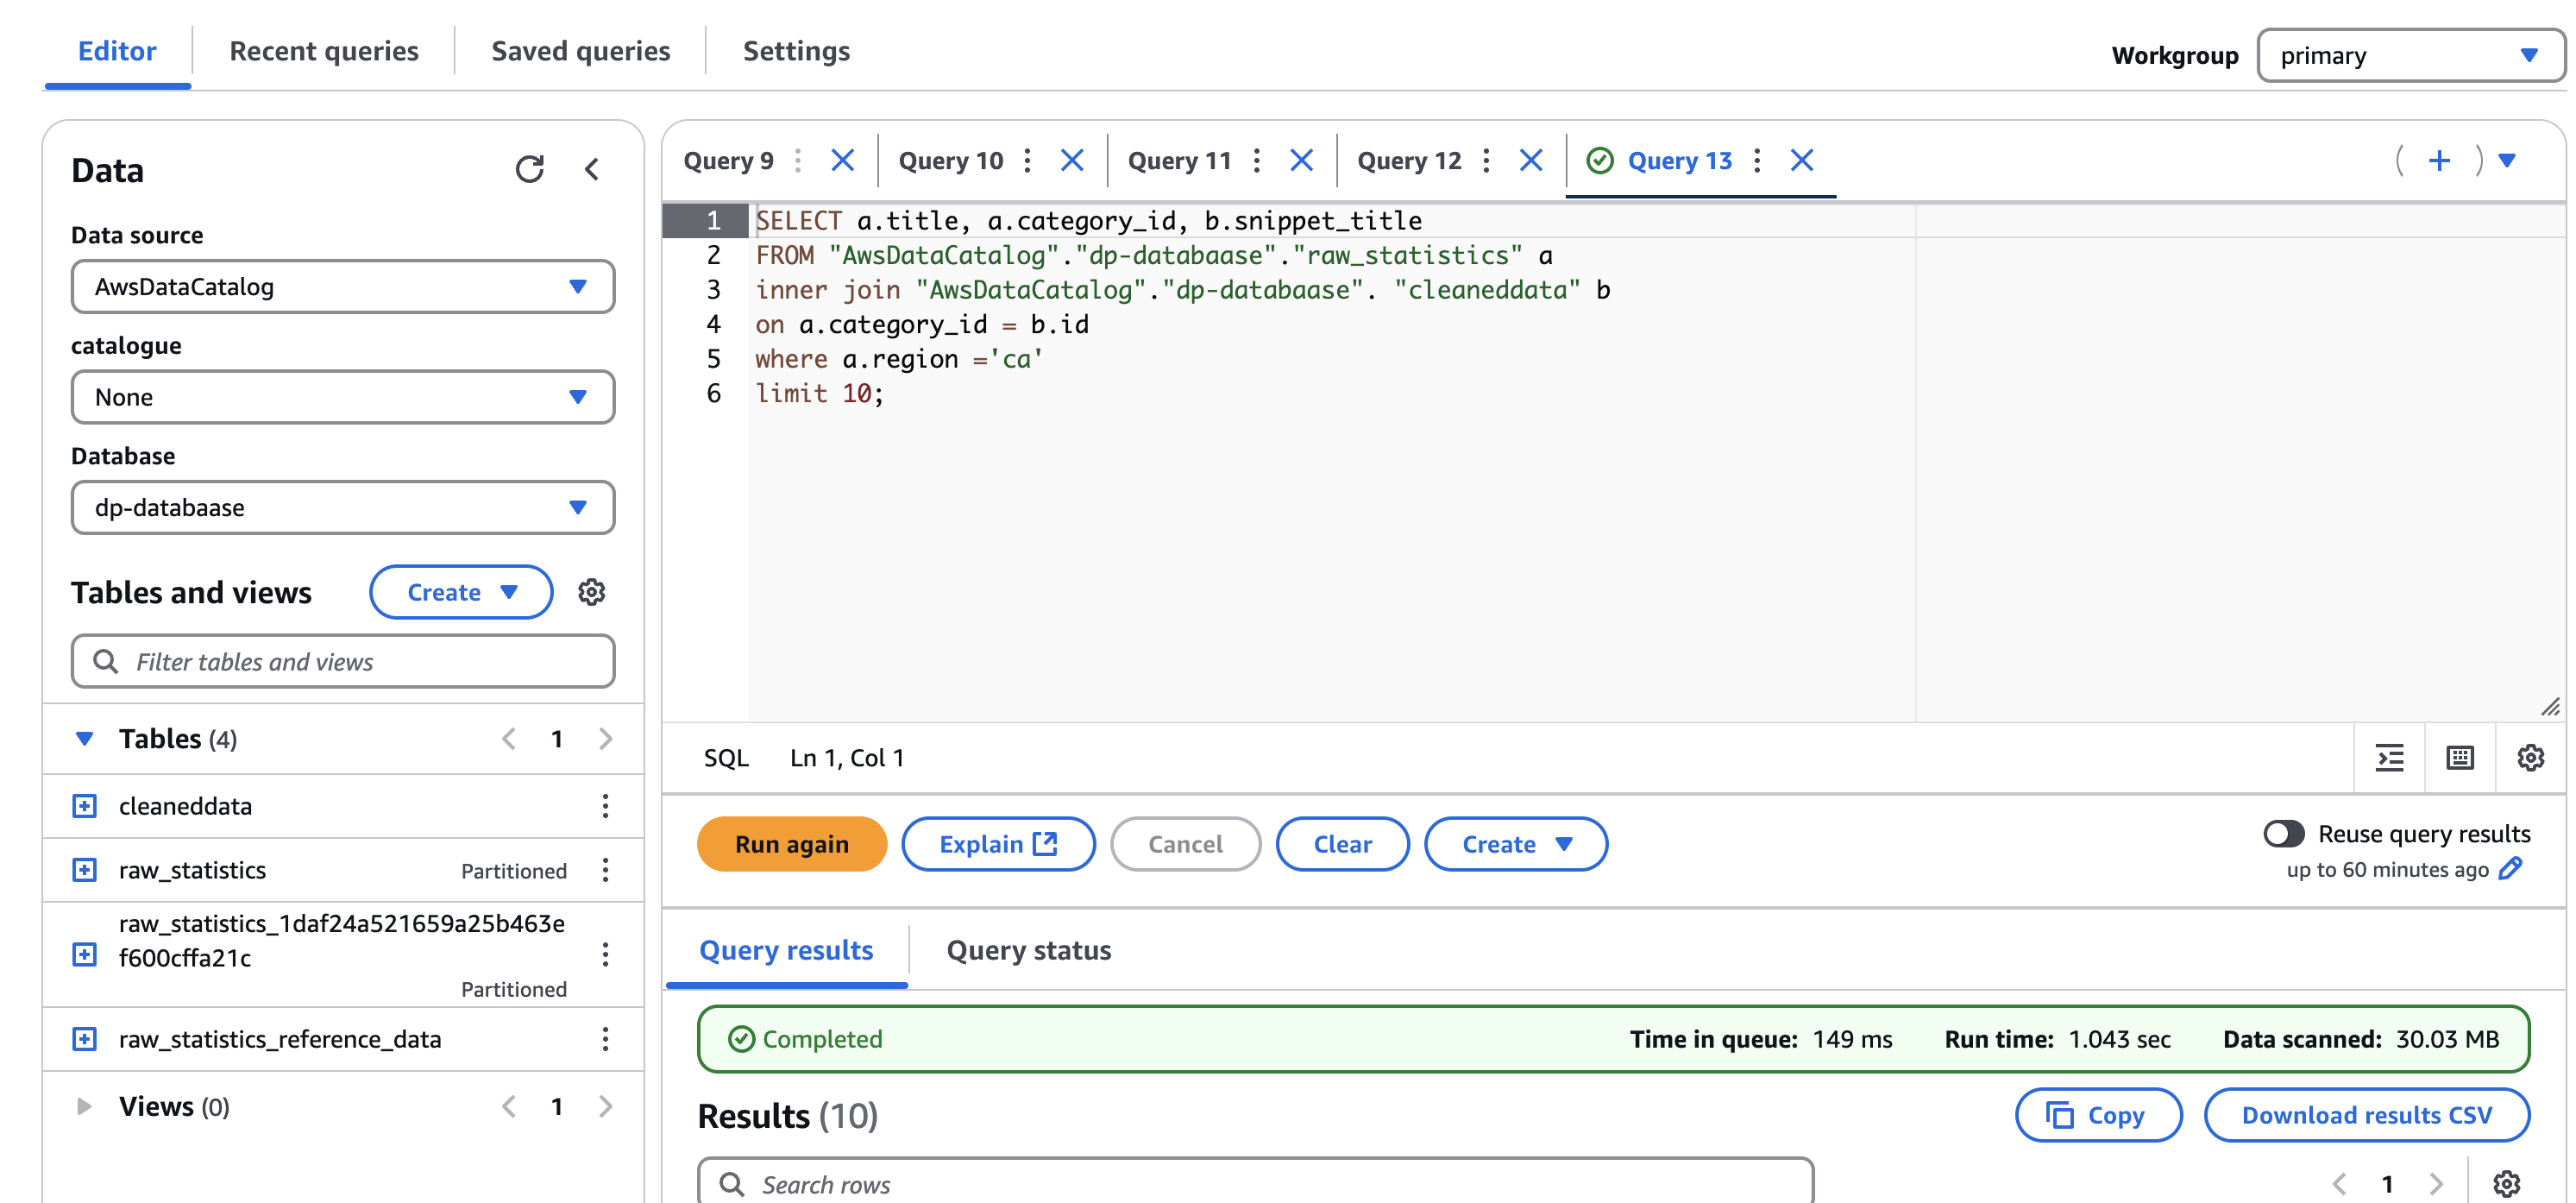 Editor
Recent queries
Saved queries
Settings
Workgroup
primary
Data
Data source
AwsDataCatalog
catalogue
None
Database
dp-databaase
Tables and views
Create
Filter tables and views
Tables (4)
1
cleaneddata
raw_statistics
Partitioned
raw_statistics_1daf24a521659a25b463e
f600cffa21c
Partitioned
raw_statistics_reference_data
Views (0)
1
Query 9
Query 10
Query 11
Query 12
Query 13
1 SELECT a.title, a.category_id, b.snippet_title
2 FROM "AwsDataCatalog"."dp-databaase"."raw_statistics" a
3 inner join "AwsDataCatalog"."dp-databaase". "cleaneddata" b
4 on a.category_id = b.id
5 where a.region ='ca'
6 limit 10;
SQL
Ln 1, Col 1
Run again
Explain
Cancel
Clear
Create
Reuse query results
up to 60 minutes ago
Query results
Query status
Completed
Time in queue: 149 ms
Run time: 1.043 sec
Data scanned: 30.03 MB
Results (10)
Copy
Download results CSV
Search rows
1